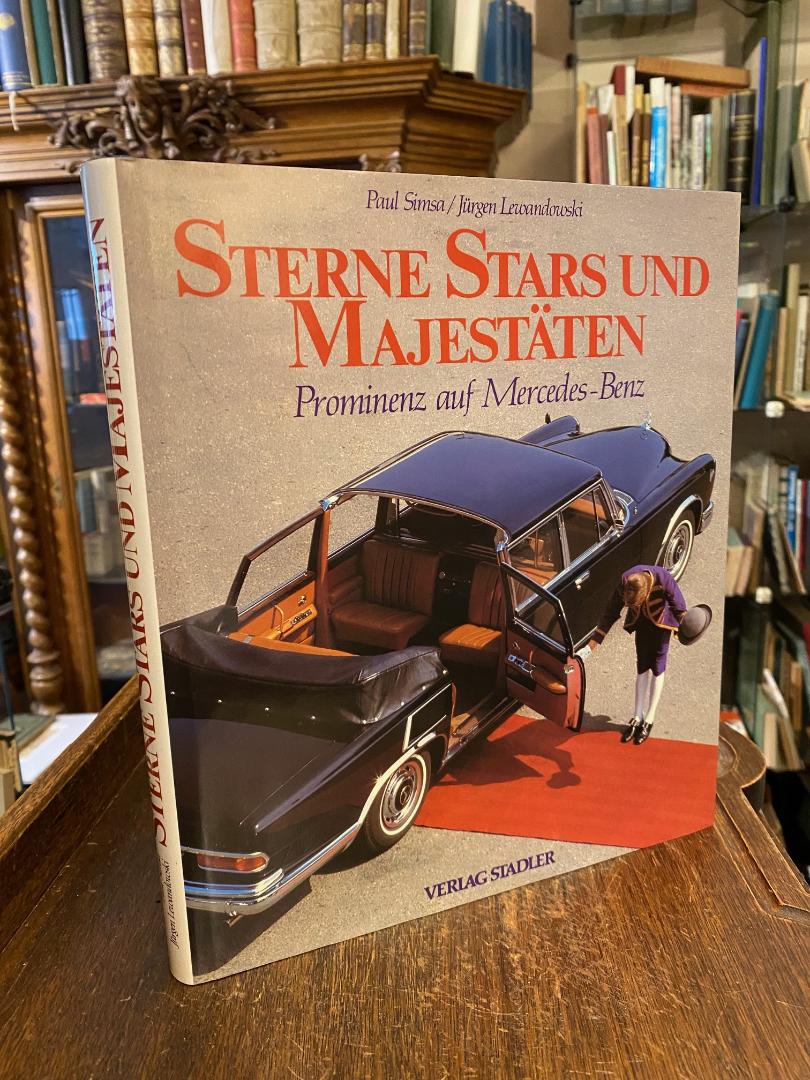 Paul Simsa / Jürgen Lewandowski
STERNE STARS UND
MAJESTÄTEN
Prominenz auf Mercedes-Benz
VERLAG STADLER
Jürgen Lewandowski STERNE STARS UND MAJESTÄTEN